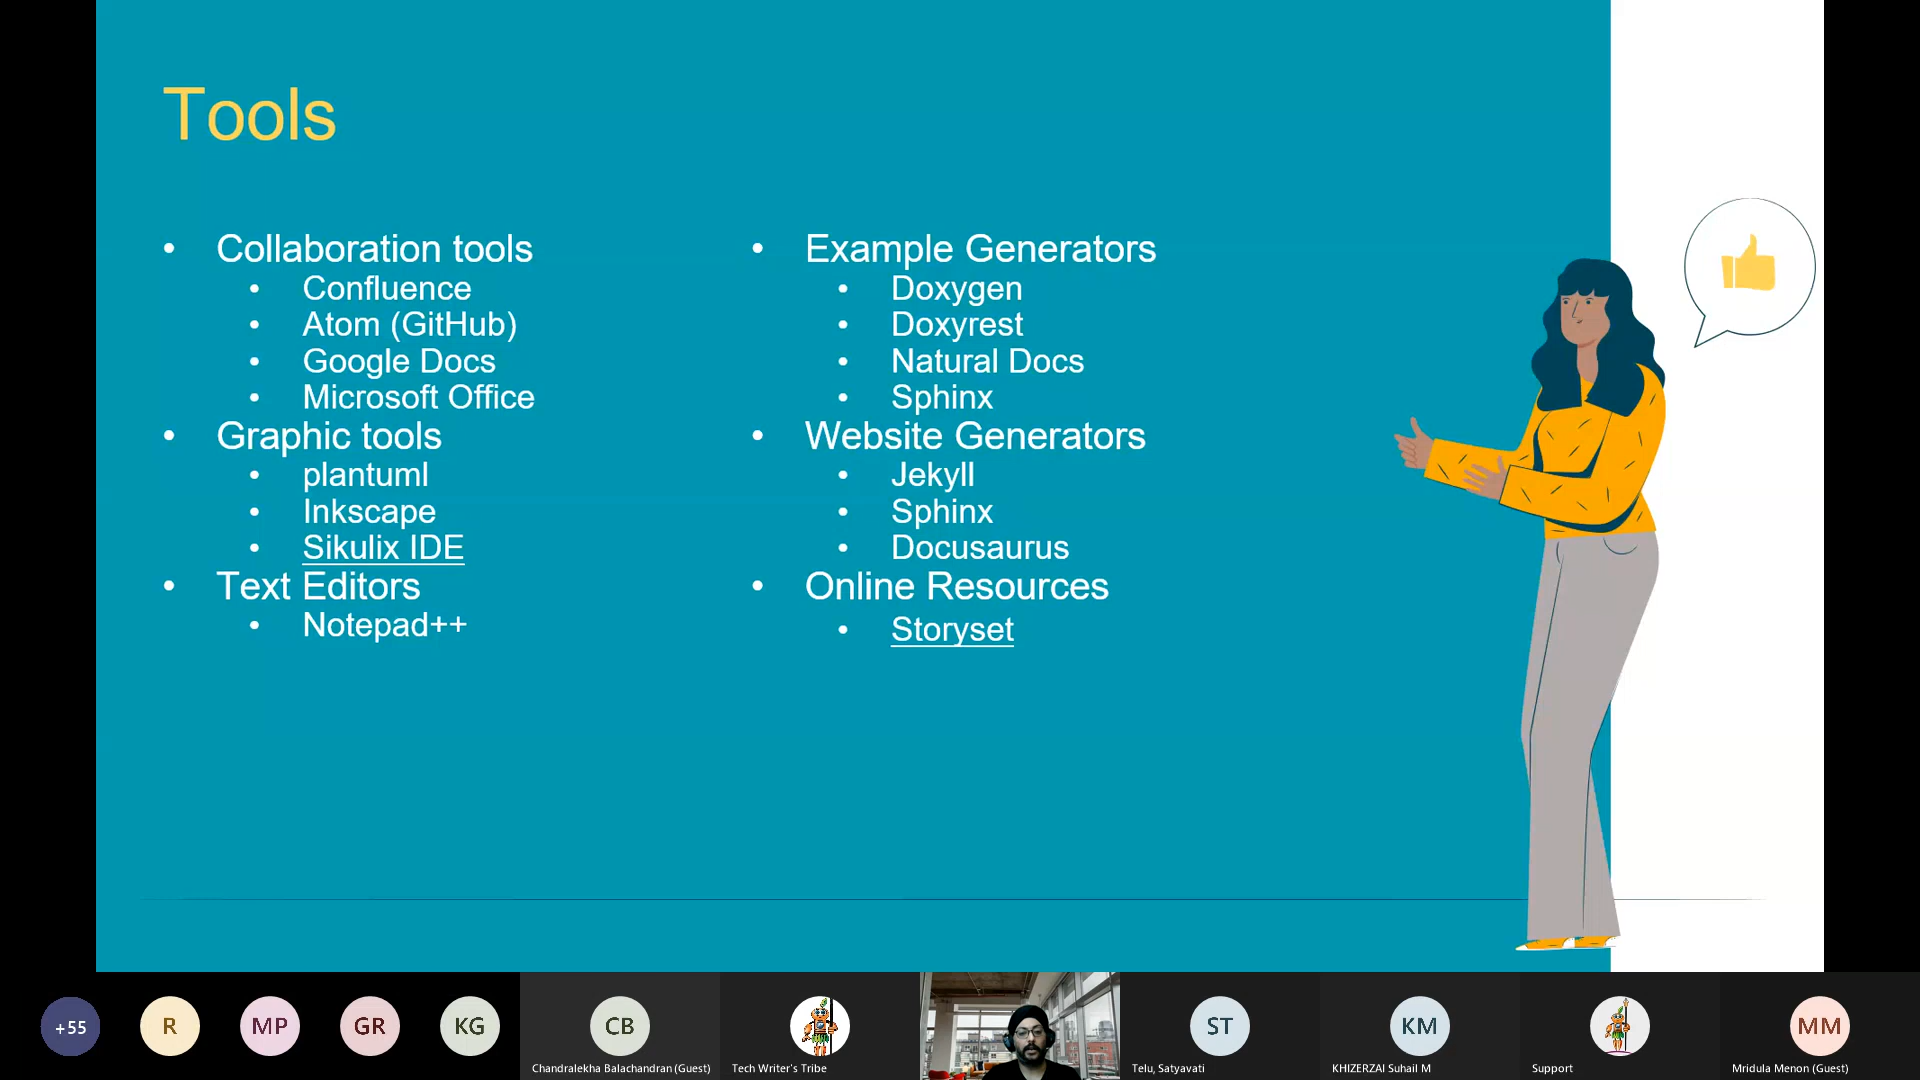 Tools
Collaboration tools
Confluence
Atom (GitHub)
Google Docs
Microsoft Office
Graphic tools
plantuml
Inkscape
Sikulix IDE
Text Editors
Notepad++
Example Generators
Doxygen
Doxyrest
Natural Docs
Sphinx
Website Generators
Jekyll
Sphinx
Docusaurus
Online Resources
Storyset
+55
R
MP
GR
KG
CB
Chandralekha Balachandran (Guest)
Tech Writer's Tribe
ST
Telu, Satyavati
KM
KHIZERZAI Suhail M
Support
MM
Mridula Menon (Guest)